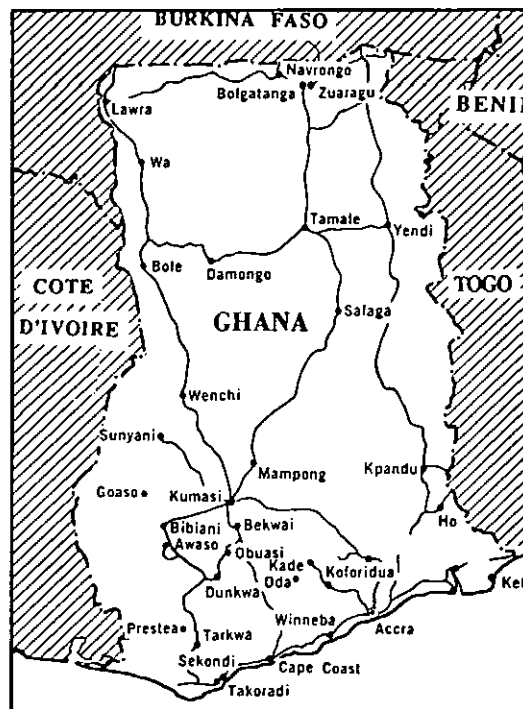 BURKINA FASO
Navrongo
Bolgatanga
Zuaragu
Lawra
BENI
Wa
Tamale
Yendi
Bole
Damongo
COTE
D'IVOIRE
TOGO
GHANA
Salaga
Wenchi
Sunyani
Mampong
Kpandu
Goaso
Kumasi
Ho
Bibiani
Bekwai
Awaso
Obuasi
Kade
Koforidua
Oda
Ket
Dunkwa
Winneba
Accra
Prestea
Tarkwa
Sekondi
Cape Coast
Takoradi